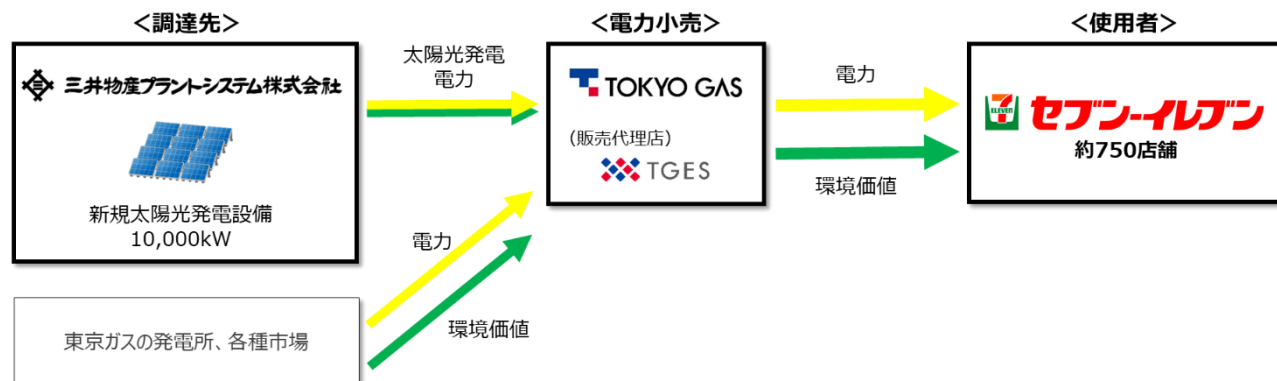 <調達先>
三井物産プラントシステム株式会社
新規太陽光発電設備
10,000kW
東京ガスの発電所、各種市場
太陽光発電
電力
電力
環境価値
<電力小売>
TOKYO GAS
(販売代理店)
TGES
電力
環境価値
<使用者>
7
ELEVEN
セブン-イレブン
約750店舗